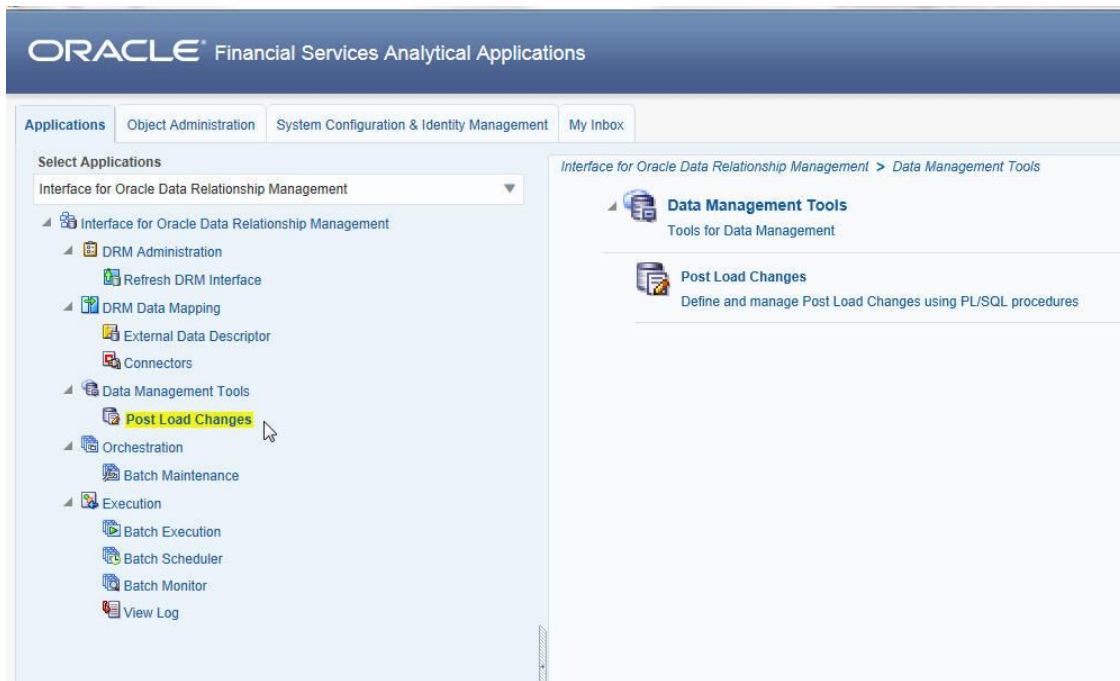 ORACLE® Financial Services Analytical Applications
Applications Object Administration System Configuration & Identity Management My Inbox
Select Applications
Interface for Oracle Data Relationship Management
Interface for Oracle Data Relationship Management
DRM Administration
Refresh DRM Interface
DRM Data Mapping
External Data Descriptor
Connectors
Data Management Tools
Post Load Changes
Orchestration
Batch Maintenance
Execution
Batch Execution
Batch Scheduler
Batch Monitor
View Log
Interface for Oracle Data Relationship Management > Data Management Tools
Data Management Tools
Tools for Data Management
Post Load Changes
Define and manage Post Load Changes using PL/SQL procedures